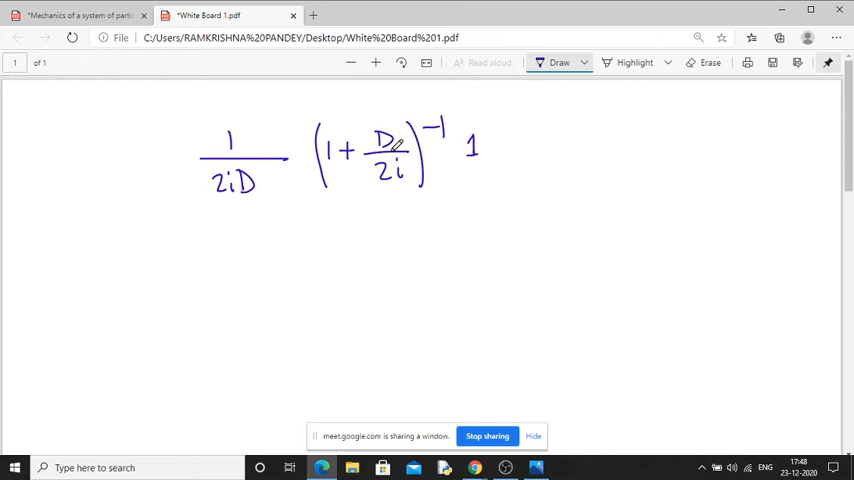 *Mechanics of a system of partic × *White Board 1.pdf × +
File C:/Users/RAMKRISHNA%20PANDEY/Desktop/White%20Board%201.pdf
1 of 1 Read aloud Draw Highlight Erase
1/2iD (1 + D/2i)^-1 1
meet.google.com is sharing a window. Stop sharing Hide
Type here to search ENG 17:48
23-12-2020